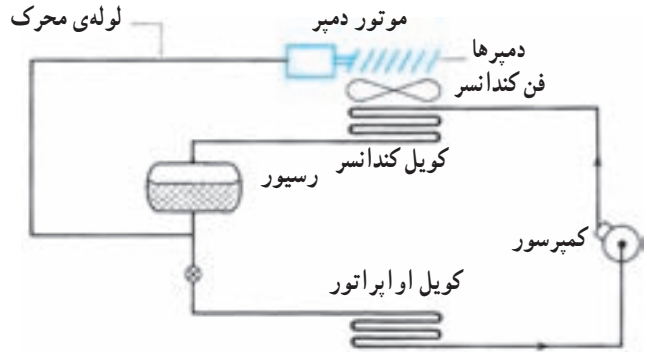 لوله‌ی محرک
موتور دمپر
دمپرها
فن کندانسر
کویل کندانسر
رسیور
کمپرسور
کویل اواپراتور